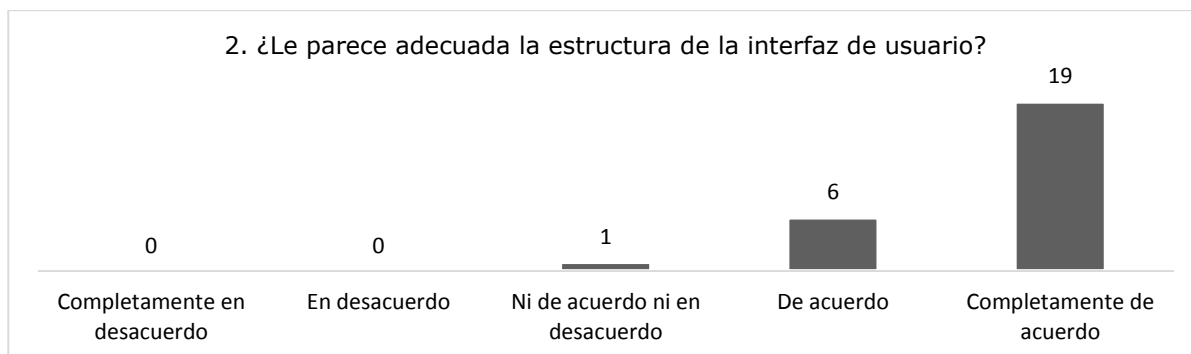 2. ¿Le parece adecuada la estructura de la interfaz de usuario?
19
6
1
0
0
Completamente en
desacuerdo
En desacuerdo
Ni de acuerdo ni en
desacuerdo
De acuerdo
Completamente de
acuerdo